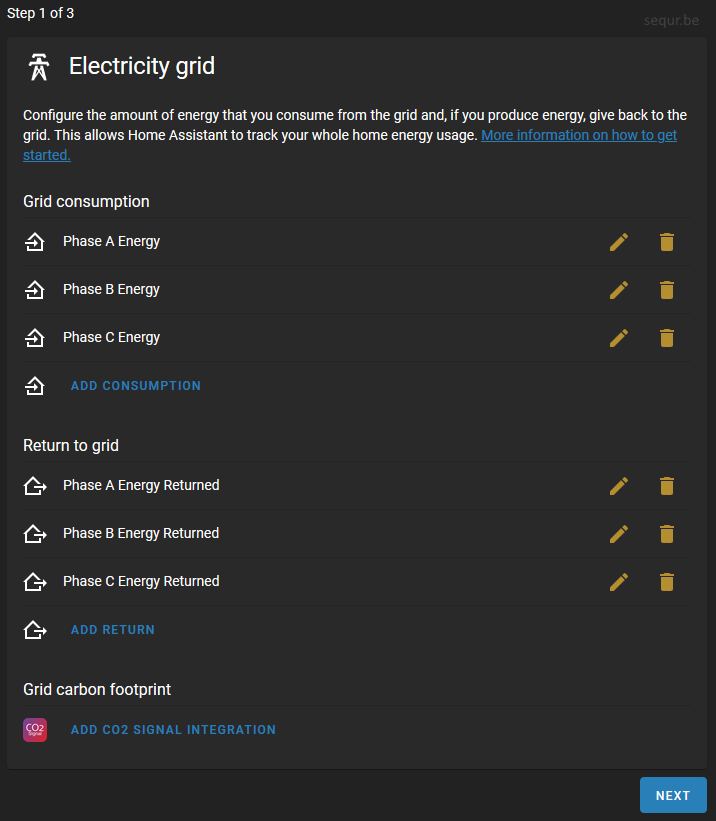 Step 1 of 3
sequr.be
Electricity grid
Configure the amount of energy that you consume from the grid and, if you produce energy, give back to the
grid. This allows Home Assistant to track your whole home energy usage. More information on how to get
started.
Grid consumption
Phase A Energy
Phase B Energy
Phase C Energy
ADD CONSUMPTION
Return to grid
Phase A Energy Returned
Phase B Energy Returned
Phase C Energy Returned
ADD RETURN
Grid carbon footprint
CO2
Signal
ADD CO2 SIGNAL INTEGRATION
NEXT